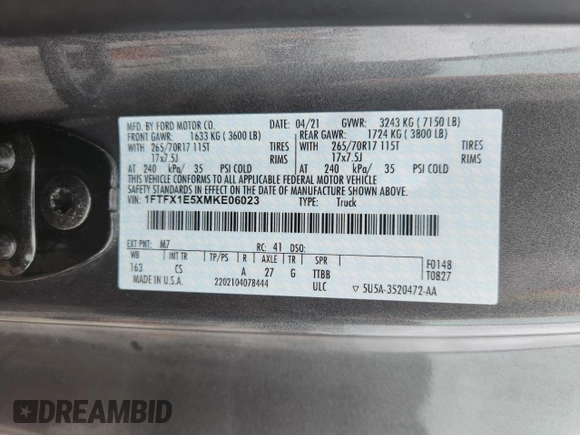 MFD. BY FORD MOTOR CO. 04/21 GVWR: 3243 KG ( 7150 LB)
FRONT GAWR: 1633 KG ( 3600 LB) REAR GAWR: 1724 KG ( 3800 LB)
WITH 265/70R17 115T TIRES WITH 265/70R17 115T TIRES
17x7.5J RIMS 17x7.5J RIMS
AT 240 kPa/ 35 PSI COLD AT 240 kPa/ 35 PSI COLD
THIS VEHICLE CONFORMS TO ALL APPLICABLE FEDERAL MOTOR VEHICLE
SAFETY STANDARDS IN EFFECT ON THE DATE OF MANUFACTURE SHOWN ABOVE.
VIN: 1FTFX1E5XMKE06023 TYPE: Truck
EXT PNT: M7 RC: 41 DSO:
WB INT TR TP/PS R AXLE TR SPR F0148
163 CS A 27 G TTBB T0827
MADE IN U.S.A. 2202104078444 ULC ▽ 5U5A-3520472-AA
DREAMBID